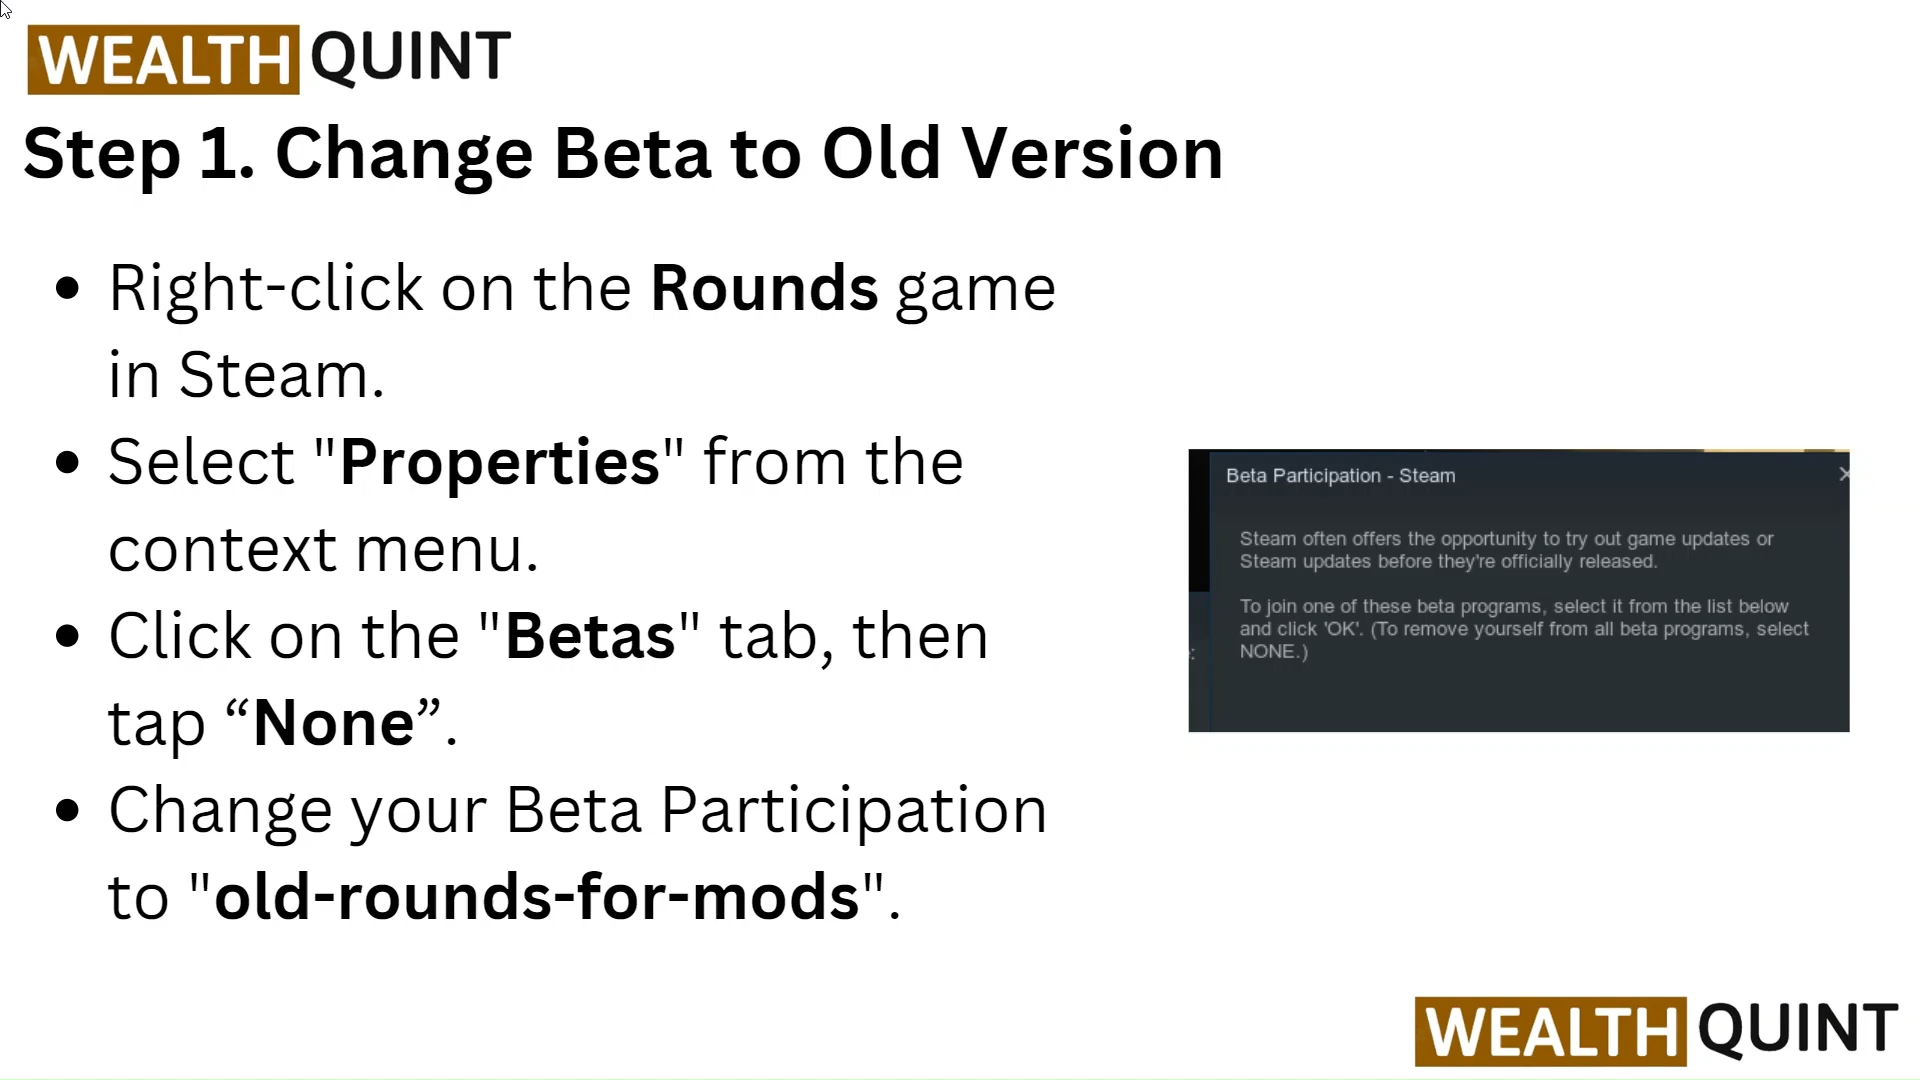 WEALTH QUINT
Step 1. Change Beta to Old Version
• Right-click on the Rounds game
in Steam.
• Select "Properties" from the
context menu.
• Click on the "Betas" tab, then
tap “None”.
• Change your Beta Participation
to "old-rounds-for-mods".
Beta Participation - Steam
Steam often offers the opportunity to try out game updates or
Steam updates before they're officially released.
To join one of these beta programs, select it from the list below
and click 'OK'. (To remove yourself from all beta programs, select
NONE.)
WEALTH QUINT